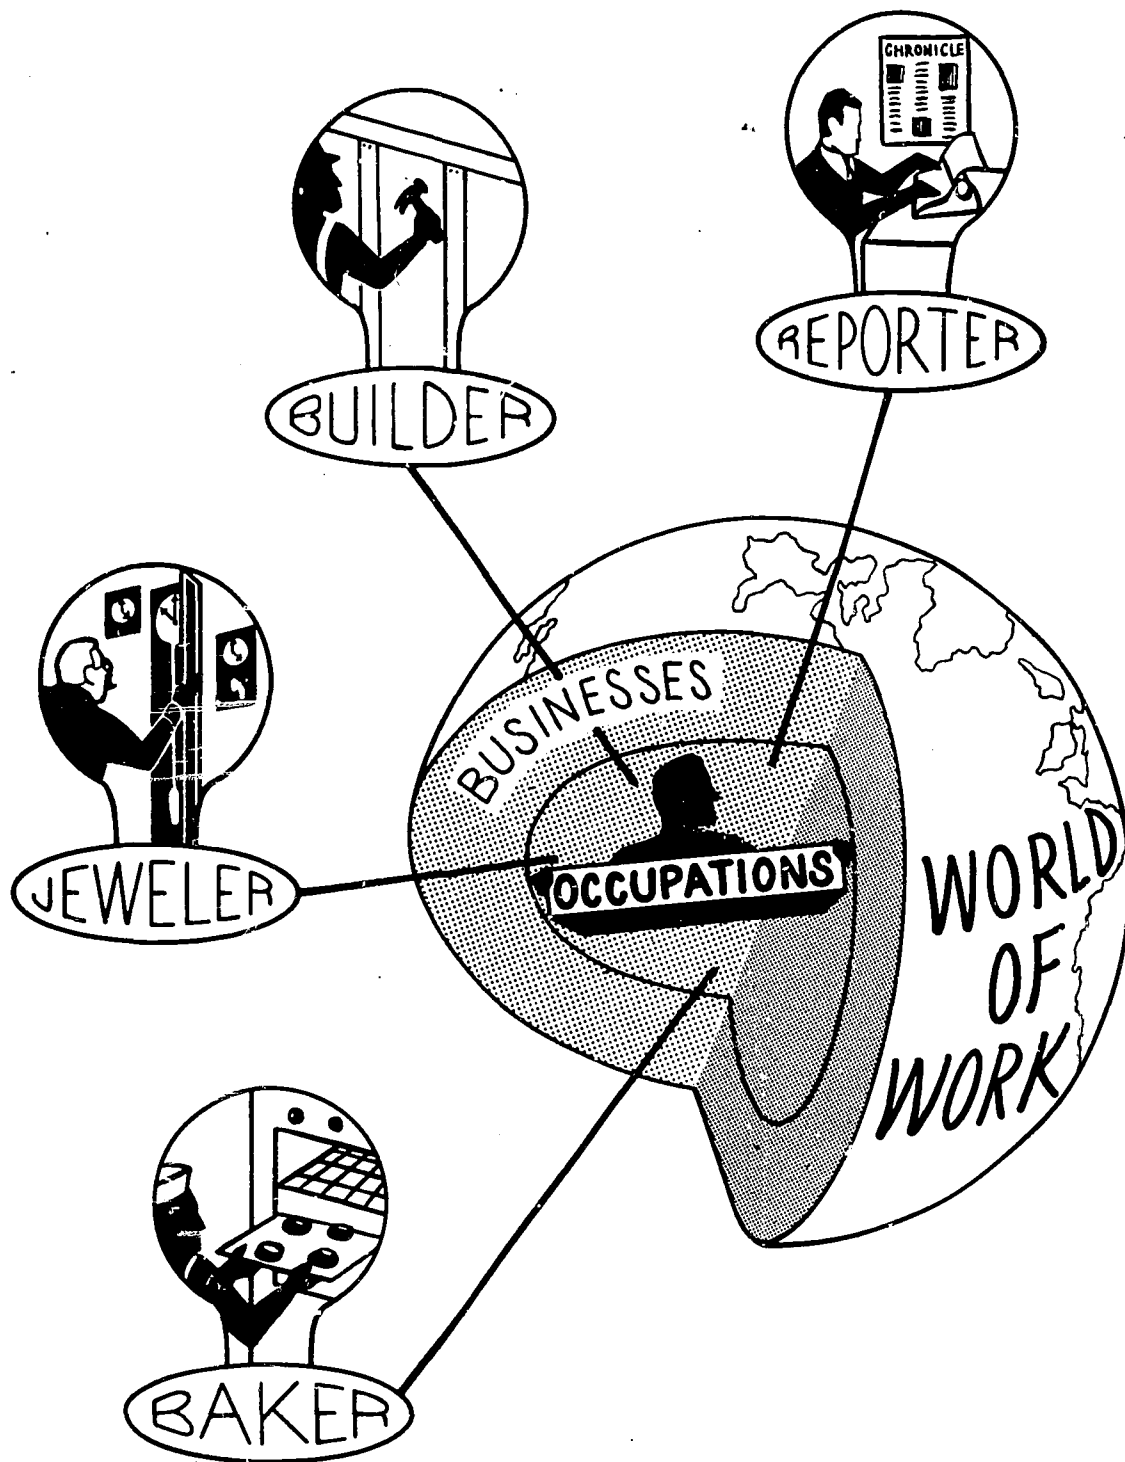 CHRONICLE
REPORTER
BUILDER
BUSINESSES
JEWELER
OCCUPATIONS
WORLD
OF
WORK
BAKER